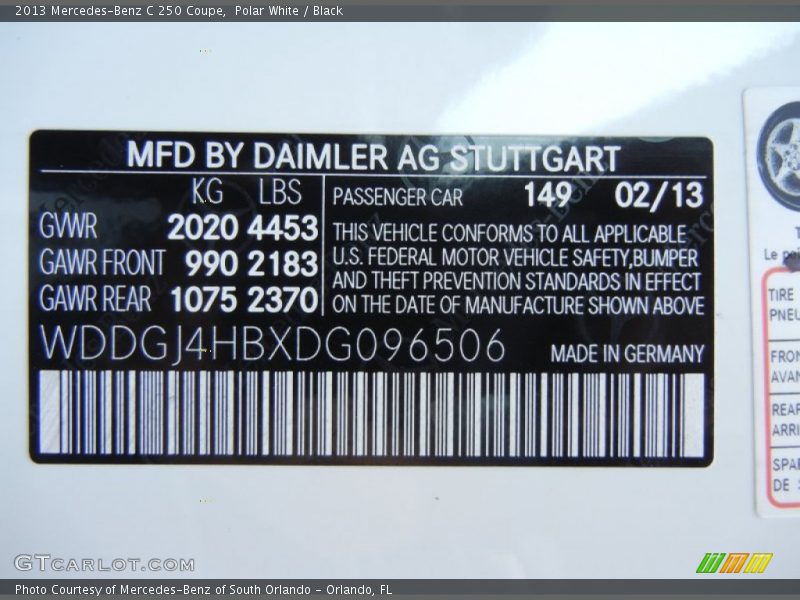 2013 Mercedes-Benz C 250 Coupe,  Polar White / Black
MFD BY DAIMLER AG STUTTGART
KG LBS
GWR 2020 4453
GAWR FRONT 990 2183
GAWR REAR 1075 2370
PASSENGER CAR 149 02/13
THIS VEHICLE CONFORMS TO ALL APPLICABLE
U.S. FEDERAL MOTOR VEHICLE SAFETY,BUMPER
AND THEFT PREVENTION STANDARDS IN EFFECT
ON THE DATE OF MANUFACTURE SHOWN ABOVE
WDDGJ4HBXDG096506
MADE IN GERMANY
Le
TIRE
FRON
AVAN
REAR
SPA
DE
GTCARLOT.COM
Photo Courtesy of Mercedes-Benz of South Orlando - Orlando, FL